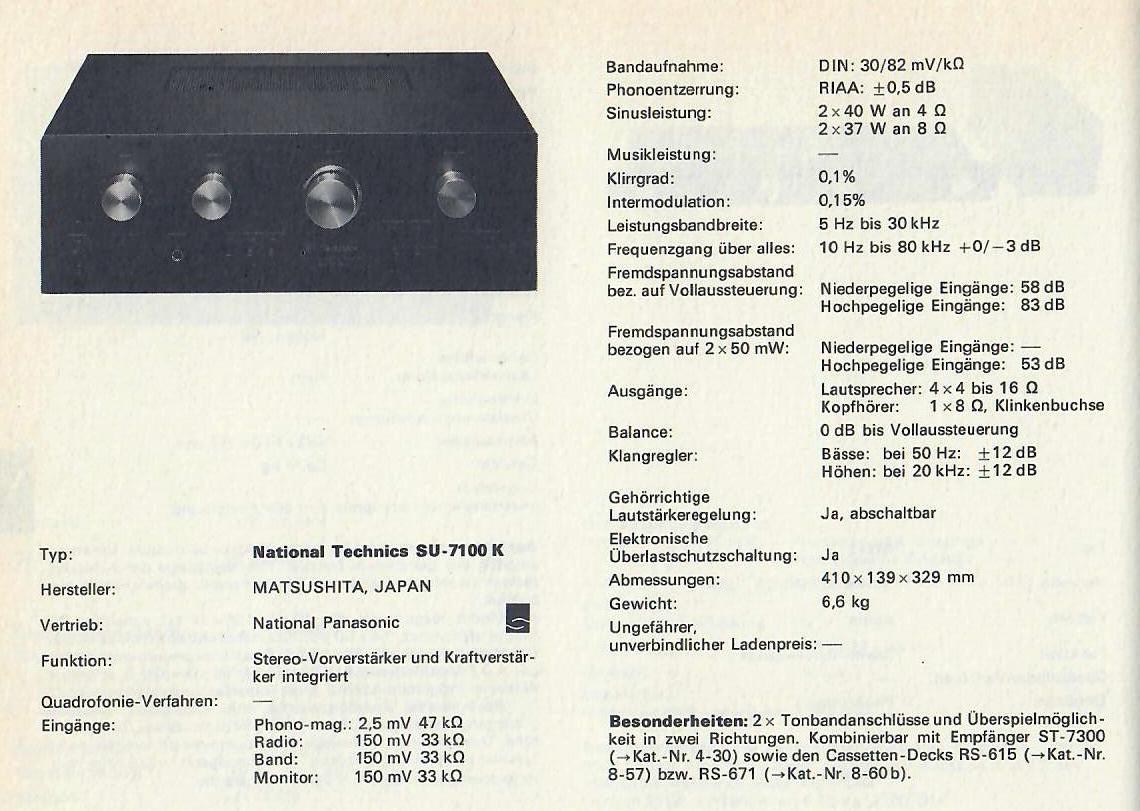 Typ: National Technics SU-7100 K
Hersteller: MATSUSHITA, JAPAN
Vertrieb: National Panasonic
Funktion: Stereo-Vorverstärker und Kraftverstär-
ker integriert
Quadrofonie-Verfahren: —
Eingänge: Phono-mag.: 2,5 mV 47 kΩ
Radio: 150 mV 33 kΩ
Band: 150 mV 33 kΩ
Monitor: 150 mV 33 kΩ
Bandaufnahme: DIN: 30/82 mV/kΩ
Phonoentzerrung: RIAA: ±0,5 dB
Sinusleistung: 2×40 W an 4 Ω
2×37 W an 8 Ω
Musikleistung: —
Klirrgrad: 0,1%
Intermodulation: 0,15%
Leistungsbandbreite: 5 Hz bis 30 kHz
Frequenzgang über alles: 10 Hz bis 80 kHz +0/−3 dB
Fremdspannungsabstand
bez. auf Vollaussteuerung: Niederpegelige Eingänge: 58 dB
Hochpegelige Eingänge: 83 dB
Fremdspannungsabstand
bezogen auf 2×50 mW: Niederpegelige Eingänge: —
Hochpegelige Eingänge: 53 dB
Ausgänge: Lautsprecher: 4×4 bis 16 Ω
Kopfhörer: 1×8 Ω, Klinkenbuchse
Balance: 0 dB bis Vollaussteuerung
Klangregler: Bässe: bei 50 Hz: ±12 dB
Höhen: bei 20 kHz: ±12 dB
Gehörrichtige
Lautstärkeregelung: Ja, abschaltbar
Elektronische
Überlastschutzschaltung: Ja
Abmessungen: 410×139×329 mm
Gewicht: 6,6 kg
Ungefährer,
unverbindlicher Ladenpreis: —
Besonderheiten: 2× Tonbandanschlüsse und Überspielmöglich-
keit in zwei Richtungen. Kombinierbar mit Empfänger ST-7300
(→Kat.-Nr. 4-30) sowie den Cassetten-Decks RS-615 (→Kat.-Nr.
8-57) bzw. RS-671 (→Kat.-Nr. 8-60 b).